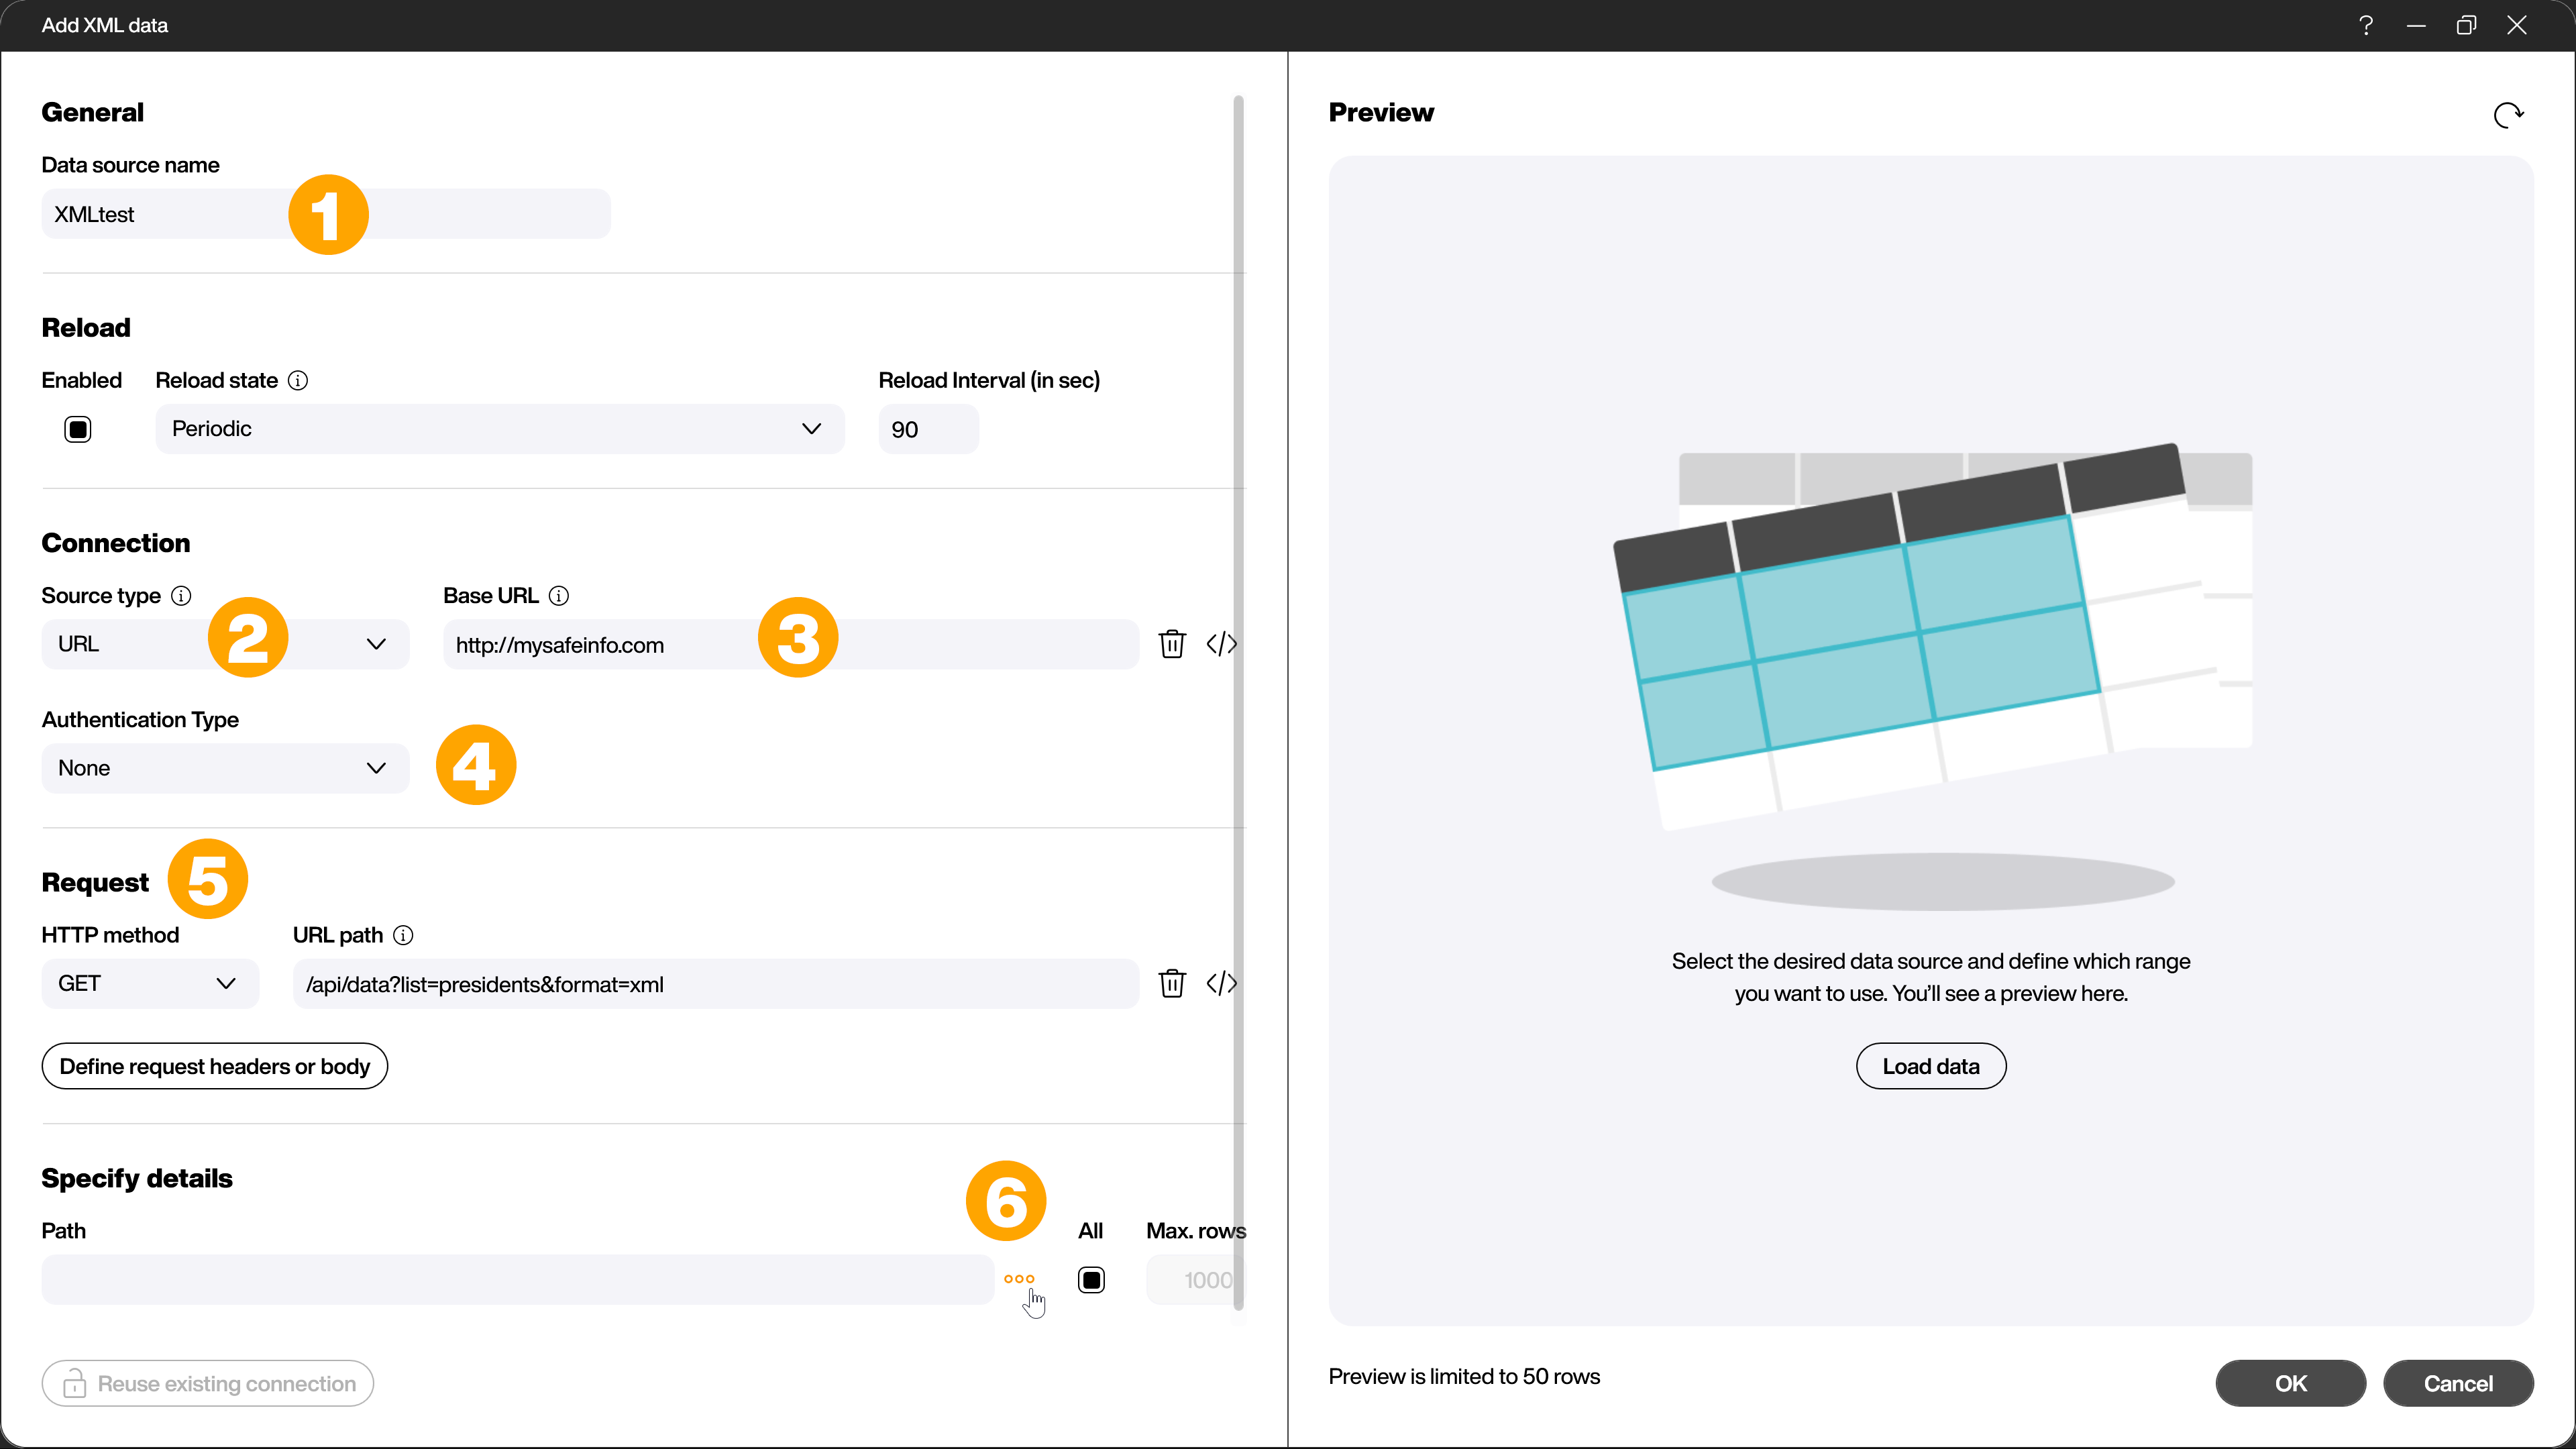 Add XML data
General
Data source name
XMLtest
1
Reload
Enabled
Reload state
Reload Interval (in sec)
Periodic
90
Connection
Source type
Base URL
URL
2
http://mysafeinfo.com
3
Authentication Type
None
4
Request
5
HTTP method
URL path
GET
/api/data?list=presidents&format=xml
Define request headers or body
Specify details
6
Path
All
Max. rows
1000
Reuse existing connection
Preview
Select the desired data source and define which range
you want to use. You’ll see a preview here.
Load data
Preview is limited to 50 rows
OK
Cancel